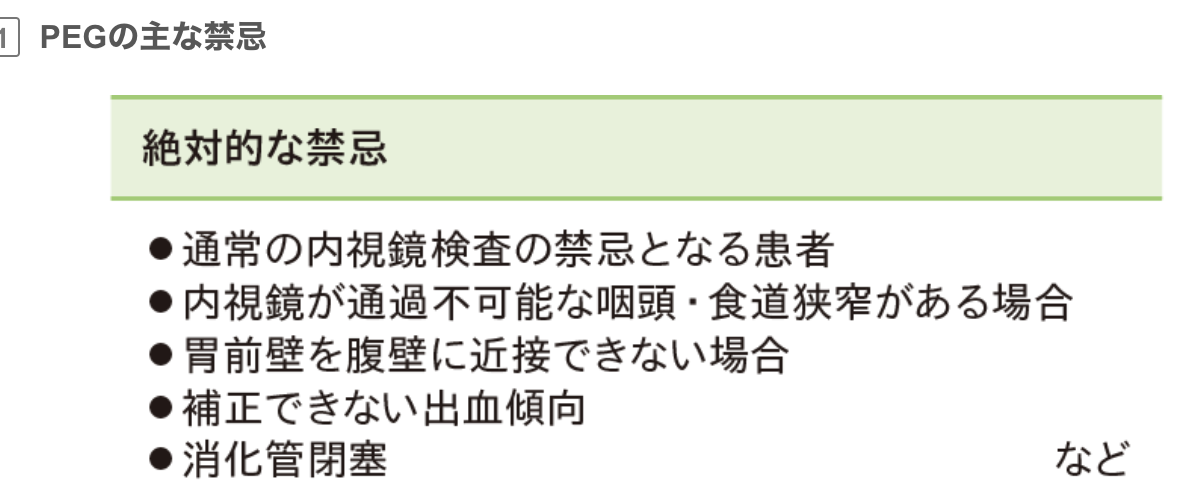 1 PEGの主な禁忌
絶対的な禁忌
●通常の内視鏡検査の禁忌となる患者
●内視鏡が通過不可能な咽頭・食道狭窄がある場合
●胃前壁を腹壁に近接できない場合
●補正できない出血傾向
●消化管閉塞 など